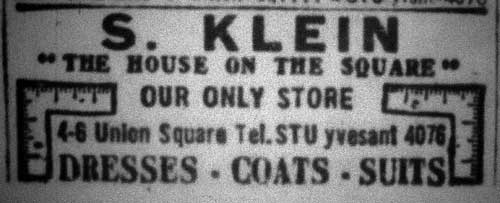 S. KLEIN
"THE HOUSE ON THE SQUARE"
OUR ONLY STORE
4-6 Union Square Tel. STU yvesant 4076
DRESSES - COATS - SUITS